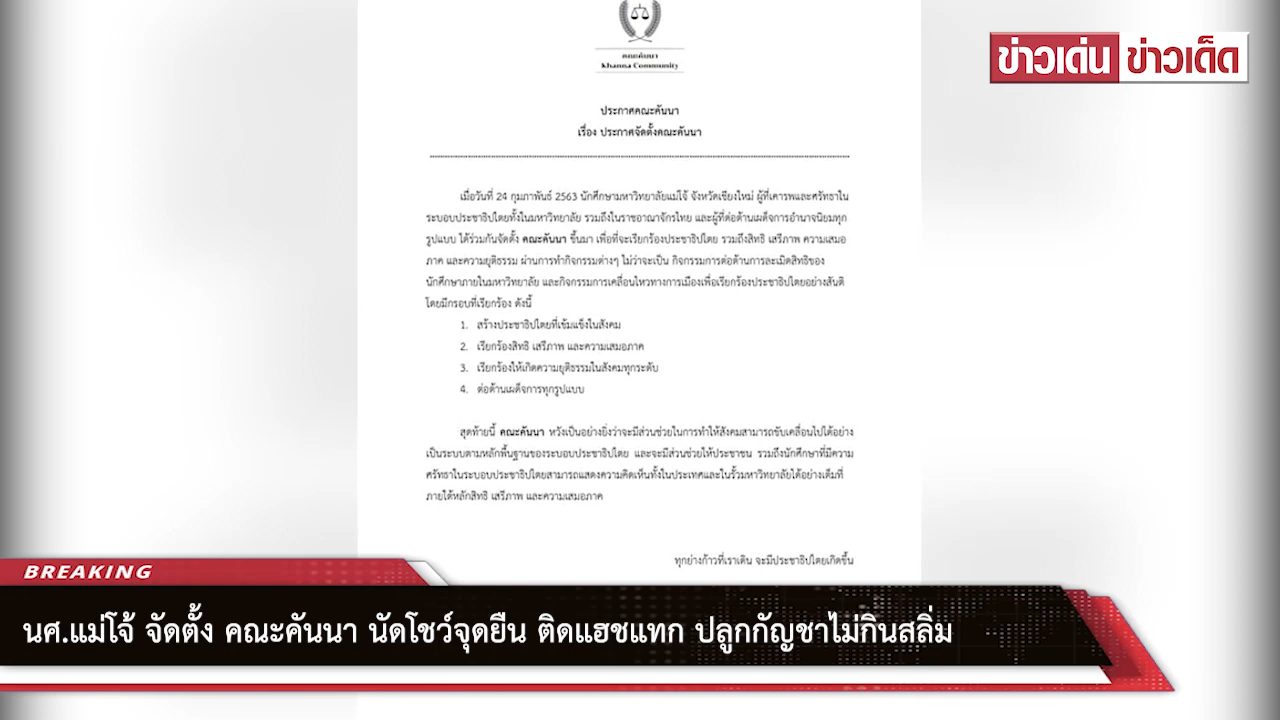 ข่าวเด่น ข่าวเด็ด
คณะคันนา
Khanna Community
ประกาศคณะคันนา
เรื่อง ประกาศจัดตั้งคณะคันนา
เมื่อวันที่ 24 กุมภาพันธ์ 2563 นักศึกษามหาวิทยาลัยแม่โจ้ จังหวัดเชียงใหม่ ผู้ที่เคารพและศรัทธาใน
ระบอบประชาธิปไตยทั้งในมหาวิทยาลัย รวมถึงในราชอาณาจักรไทย และผู้ที่ต่อต้านเผด็จการอำนาจนิยมทุก
รูปแบบ ได้ร่วมกันจัดตั้ง คณะคันนา ขึ้นมา เพื่อที่จะเรียกร้องประชาธิปไตย รวมถึงสิทธิ เสรีภาพ ความเสมอ
ภาค และความยุติธรรม ผ่านการทำกิจกรรมต่างๆ ไม่ว่าจะเป็น กิจกรรมการต่อต้านการละเมิดสิทธิของ
นักศึกษาภายในมหาวิทยาลัย และกิจกรรมการเคลื่อนไหวทางการเมืองเพื่อเรียกร้องประชาธิปไตยอย่างสันติ
โดยมีกรอบที่เรียกร้อง ดังนี้
1. สร้างประชาธิปไตยที่เข้มแข็งในสังคม
2. เรียกร้องสิทธิ เสรีภาพ และความเสมอภาค
3. เรียกร้องให้เกิดความยุติธรรมในสังคมทุกระดับ
4. ต่อต้านเผด็จการทุกรูปแบบ
สุดท้ายนี้ คณะคันนา หวังเป็นอย่างยิ่งว่าจะมีส่วนช่วยในการทำให้สังคมสามารถขับเคลื่อนไปได้อย่าง
เป็นระบบตามหลักพื้นฐานของระบอบประชาธิปไตย และจะมีส่วนช่วยให้ประชาชน รวมถึงนักศึกษาที่มีความ
ศรัทธาในระบอบประชาธิปไตยสามารถแสดงความคิดเห็นทั้งในประเทศและในรั้วมหาวิทยาลัยได้อย่างเต็มที่
ภายใต้หลักสิทธิ เสรีภาพ และความเสมอภาค
ทุกย่างก้าวที่เราเดิน จะมีประชาธิปไตยเกิดขึ้น
BREAKING
นศ.แม่โจ้ จัดตั้ง คณะคันนา นัดโชว์จุดยืน ติดแฮชแทก ปลูกกัญชาไม่กินสลิ่ม